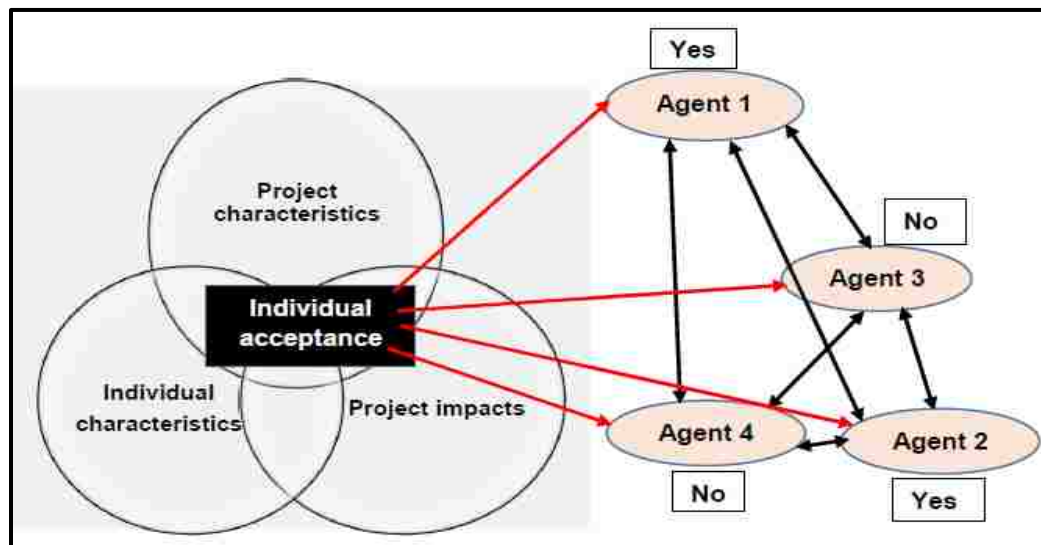 Project
characteristics
Individual
acceptance
Individual
characteristics
Project impacts
Yes
Agent 1
No
Agent 3
Agent 4
No
Agent 2
Yes